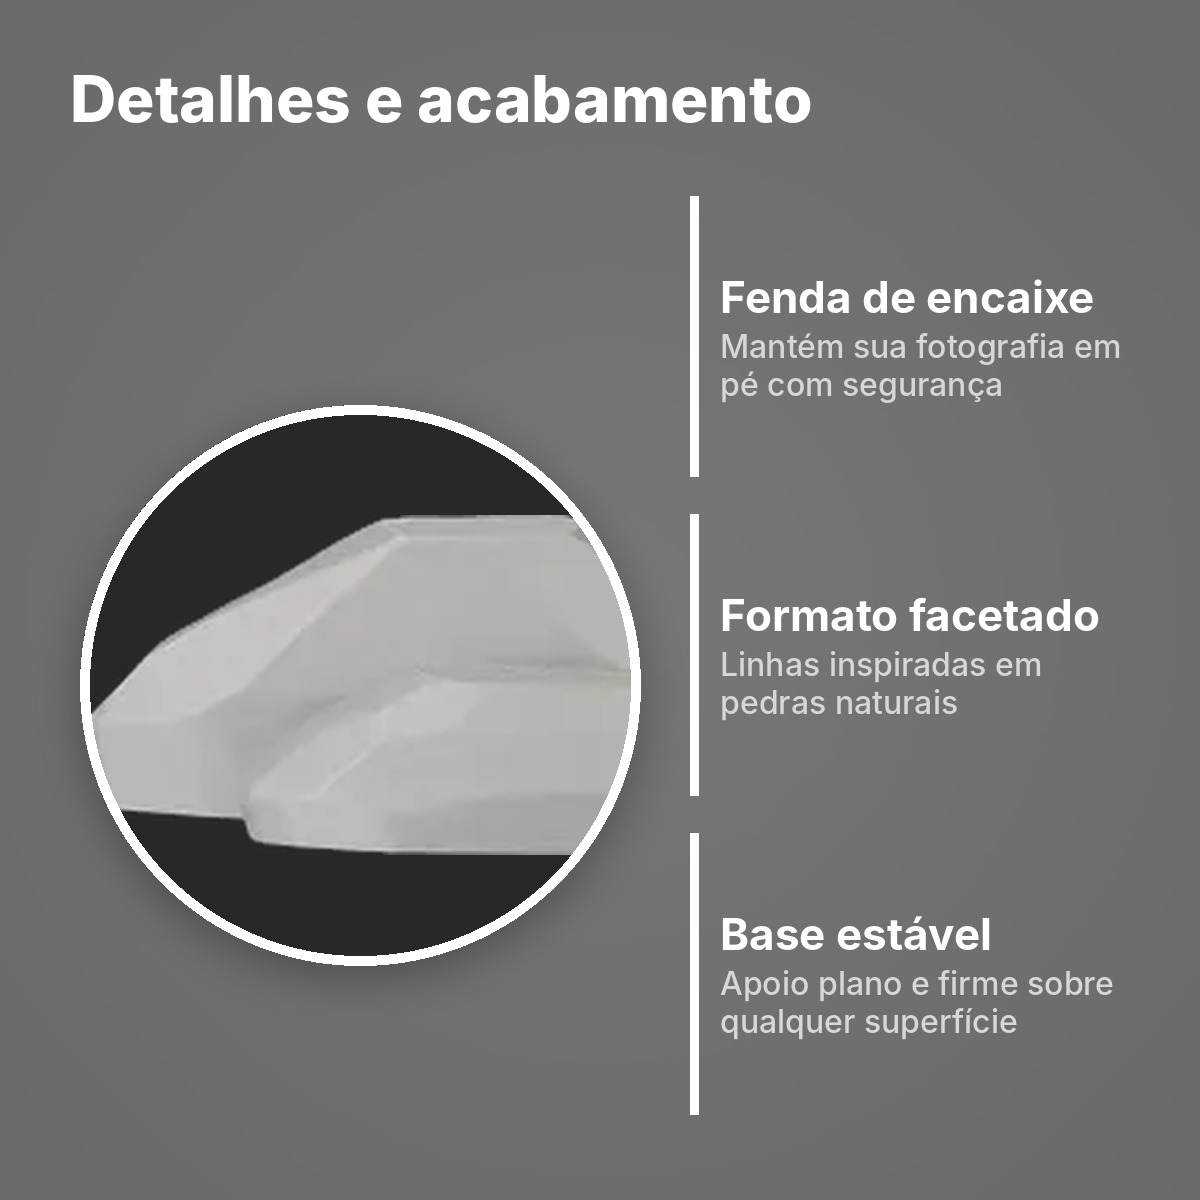 Detalhes e acabamento
Fenda de encaixe
Mantém sua fotografia em
pé com segurança
Formato facetado
Linhas inspiradas em
pedras naturais
Base estável
Apoio plano e firme sobre
qualquer superfície